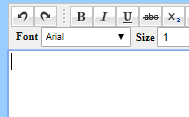 B I U abc X₂
Font Arial Size 1